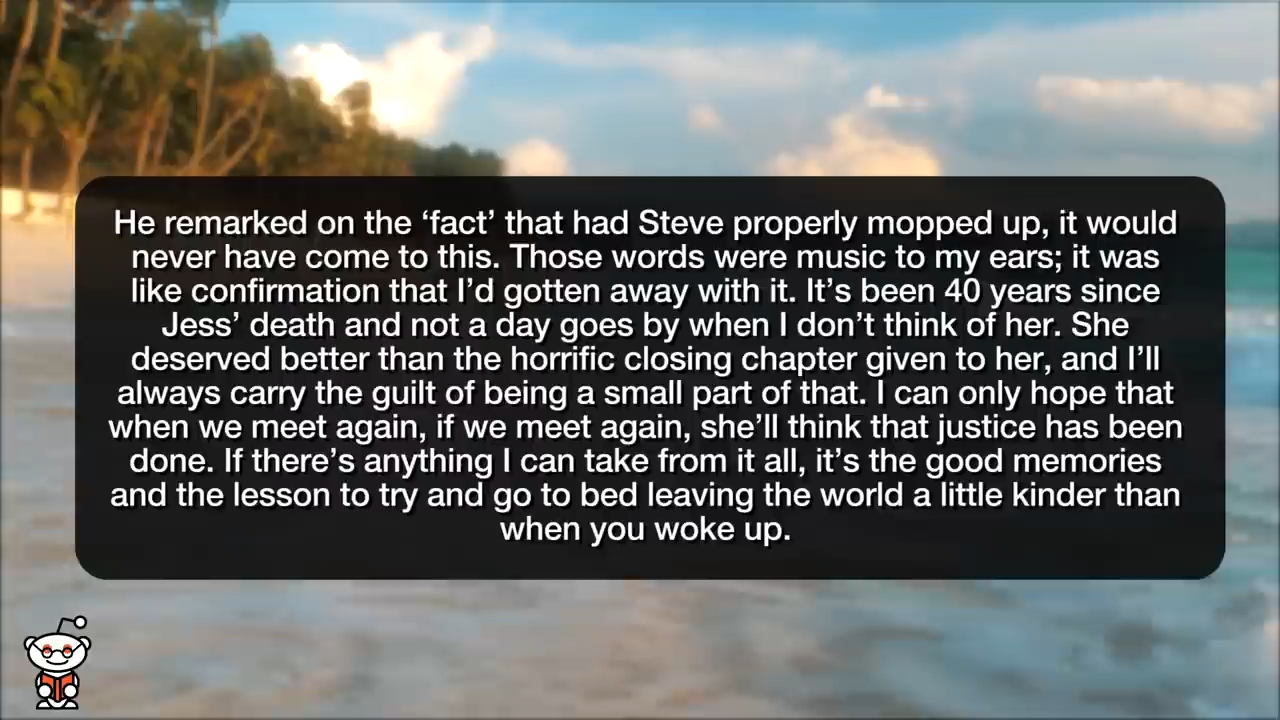 He remarked on the ‘fact’ that had Steve properly mopped up, it would
never have come to this. Those words were music to my ears; it was
like confirmation that I’d gotten away with it. It’s been 40 years since
Jess’ death and not a day goes by when I don’t think of her. She
deserved better than the horrific closing chapter given to her, and I’ll
always carry the guilt of being a small part of that. I can only hope that
when we meet again, if we meet again, she’ll think that justice has been
done. If there’s anything I can take from it all, it’s the good memories
and the lesson to try and go to bed leaving the world a little kinder than
when you woke up.